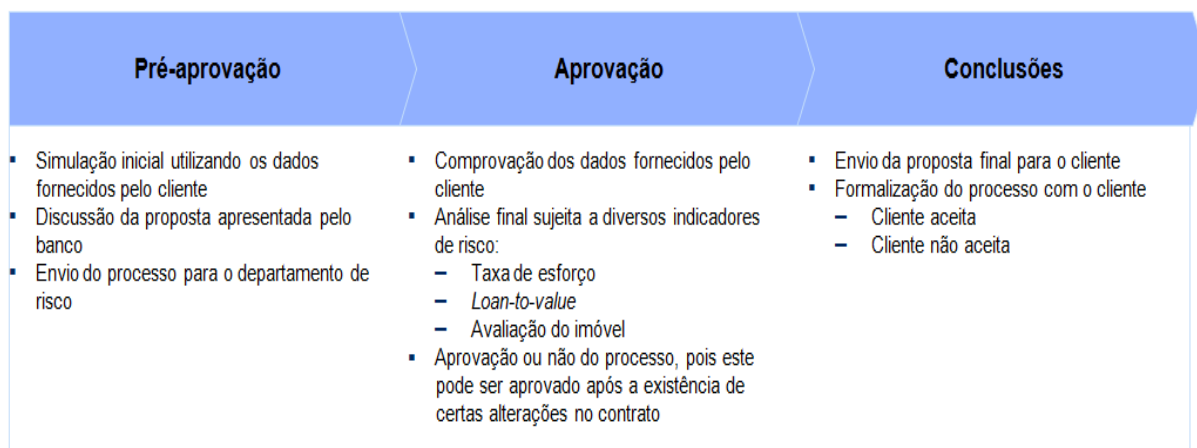 Pré-aprovação
Aprovação
Conclusões
▪ Simulação inicial utilizando os dados
fornecidos pelo cliente
▪ Discussão da proposta apresentada pelo
banco
▪ Envio do processo para o departamento de
risco
▪ Comprovação dos dados fornecidos pelo
cliente
▪ Análise final sujeita a diversos indicadores
de risco:
– Taxa de esforço
– Loan-to-value
– Avaliação do imóvel
▪ Aprovação ou não do processo, pois este
pode ser aprovado após a existência de
certas alterações no contrato
▪ Envio da proposta final para o cliente
▪ Formalização do processo com o cliente
– Cliente aceita
– Cliente não aceita